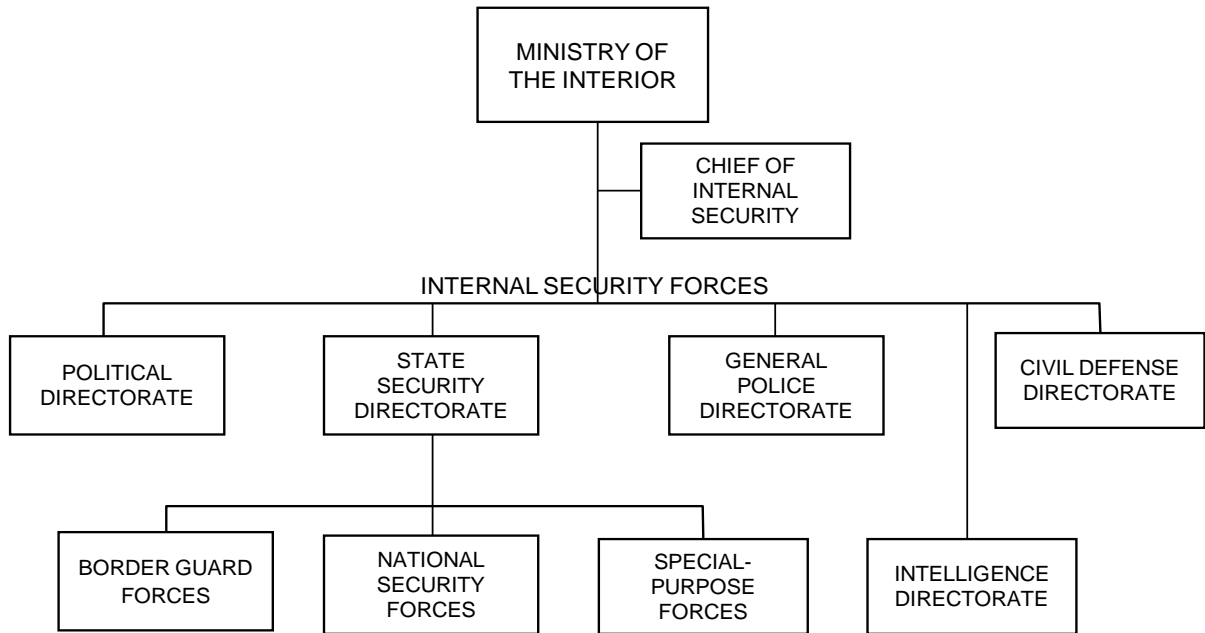 MINISTRY OF
THE INTERIOR
CHIEF OF
INTERNAL
SECURITY
INTERNAL SECURITY FORCES
POLITICAL
DIRECTORATE
STATE
SECURITY
DIRECTORATE
GENERAL
POLICE
DIRECTORATE
CIVIL DEFENSE
DIRECTORATE
BORDER GUARD
FORCES
NATIONAL
SECURITY
FORCES
SPECIAL-
PURPOSE
FORCES
INTELLIGENCE
DIRECTORATE